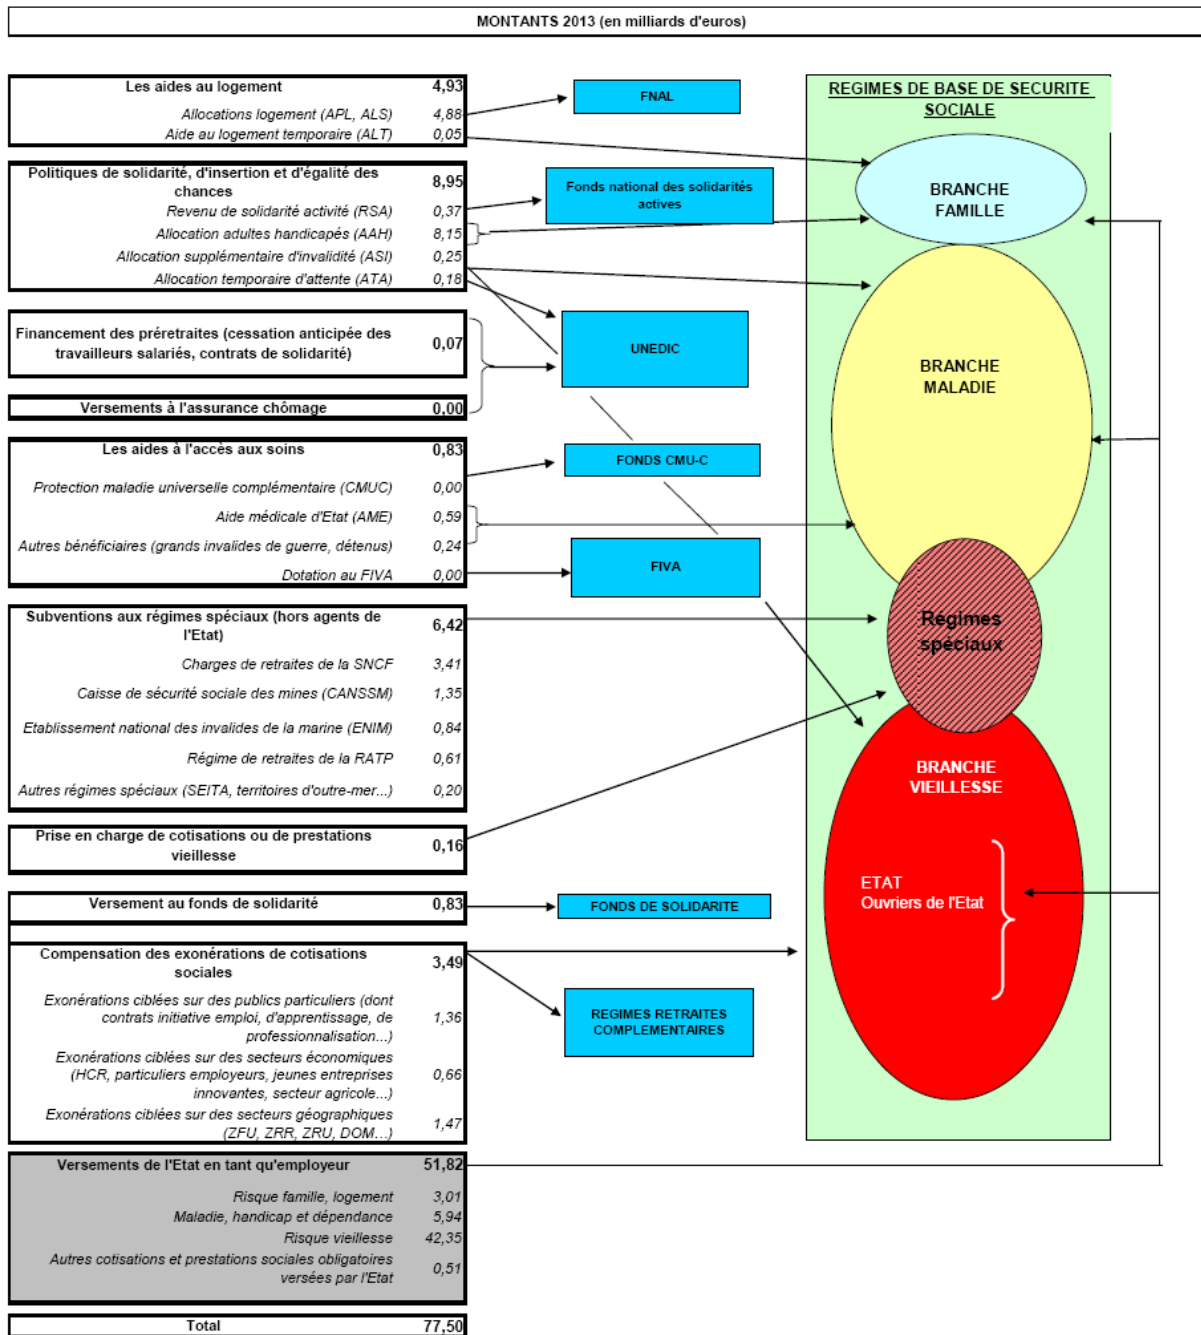 MONTANTS 2013 (en milliards d'euros)
Les aides au logement 4,93
Allocations logement (APL, ALS) 4,88
Aide au logement temporaire (ALT) 0,05
Politiques de solidarité, d'insertion et d'égalité des
chances 8,95
Revenu de solidarité activité (RSA) 0,37
Allocation adultes handicapés (AAH) 8,15
Allocation supplémentaire d'invalidité (ASI) 0,25
Allocation temporaire d'attente (ATA) 0,18
Financement des préretraites (cessation anticipée des
travailleurs salariés, contrats de solidarité) 0,07
Versements à l'assurance chômage 0,00
Les aides à l'accès aux soins 0,83
Protection maladie universelle complémentaire (CMUC) 0,00
Aide médicale d'Etat (AME) 0,59
Autres bénéficiaires (grands invalides de guerre, détenus) 0,24
Dotation au FIVA 0,00
Subventions aux régimes spéciaux (hors agents de
l'Etat) 6,42
Charges de retraites de la SNCF 3,41
Caisse de sécurité sociale des mines (CANSSM) 1,35
Etablissement national des invalides de la marine (ENIM) 0,84
Régime de retraites de la RATP 0,61
Autres régimes spéciaux (SEITA, territoires d'outre-mer...) 0,20
Prise en charge de cotisations ou de prestations
vieillesse 0,16
Versement au fonds de solidarité 0,83
Compensation des exonérations de cotisations
sociales 3,49
Exonérations ciblées sur des publics particuliers (dont
contrats initiative emploi, d'apprentissage, de
professionnalisation...) 1,36
Exonérations ciblées sur des secteurs économiques
(HCR, particuliers employeurs, jeunes entreprises
innovantes, secteur agricole...) 0,66
Exonérations ciblées sur des secteurs géographiques
(ZFU, ZRR, ZRU, DOM...) 1,47
Versements de l'Etat en tant qu'employeur 51,82
Risque famille, logement 3,01
Maladie, handicap et dépendance 5,94
Risque vieillesse 42,35
Autres cotisations et prestations sociales obligatoires
versées par l'Etat 0,51
Total 77,50
FNAL
Fonds national des solidarités
actives
UNEDIC
FONDS CMU-C
FIVA
FONDS DE SOLIDARITE
REGIMES RETRAITES
COMPLEMENTAIRES
REGIMES DE BASE DE SECURITE
SOCIALE
BRANCHE
FAMILLE
BRANCHE
MALADIE
Régimes
spéciaux
BRANCHE
VIEILLESSE
ETAT
Ouvriers de l'Etat